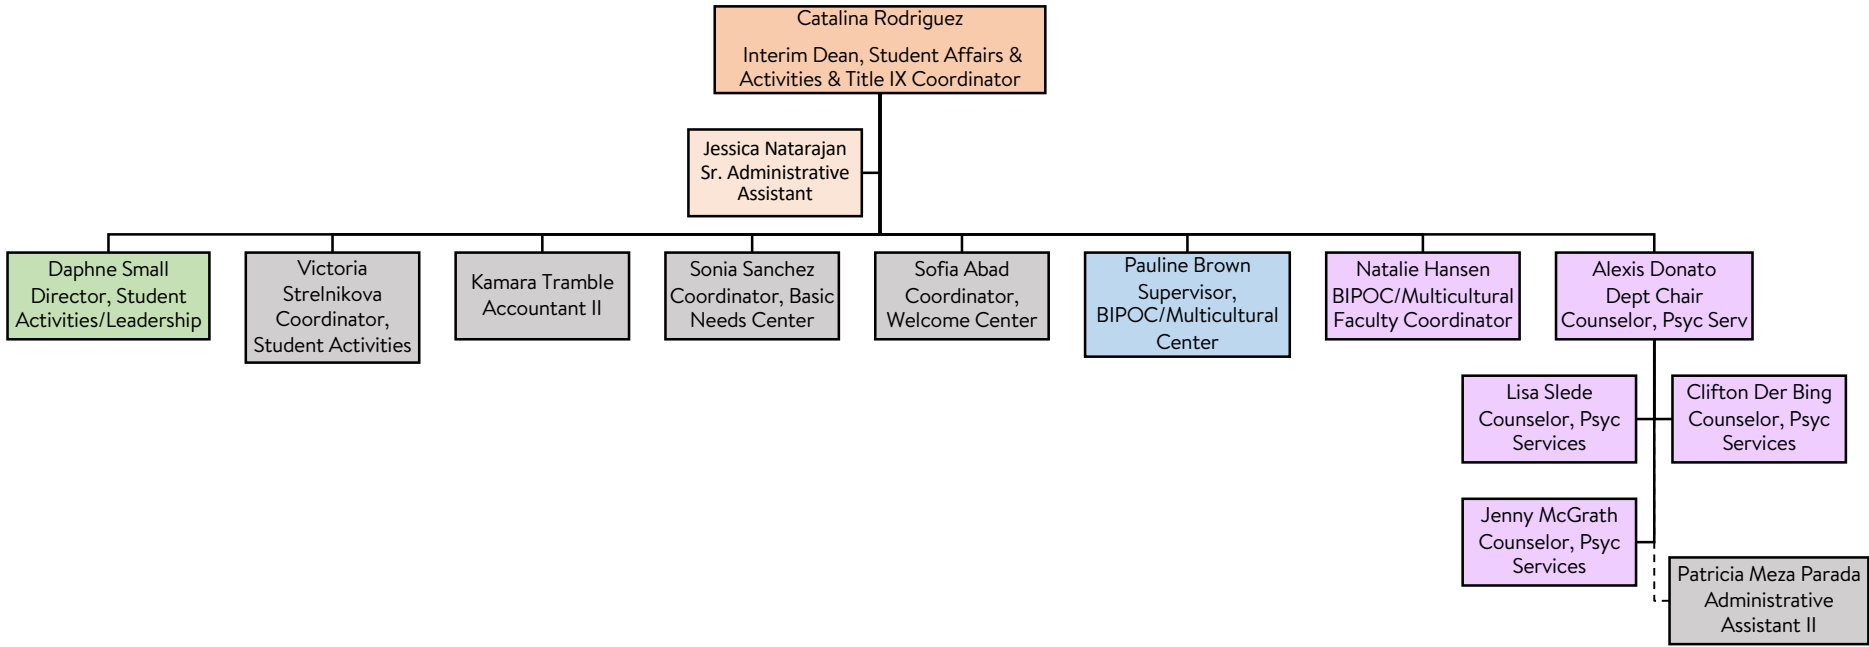 Catalina Rodriguez
Interim Dean, Student Affairs &
Activities & Title IX Coordinator
Jessica Natarajan
Sr. Administrative
Assistant
Daphne Small
Director, Student
Activities/Leadership
Victoria
Strelnikova
Coordinator,
Student Activities
Kamara Tramble
Accountant II
Sonia Sanchez
Coordinator, Basic
Needs Center
Sofia Abad
Coordinator,
Welcome Center
Pauline Brown
Supervisor,
BIPOC/Multicultural
Center
Natalie Hansen
BIPOC/Multicultural
Faculty Coordinator
Alexis Donato
Dept Chair
Counselor, Psyc Serv
Lisa Slede
Counselor, Psyc
Services
Clifton Der Bing
Counselor, Psyc
Services
Jenny McGrath
Counselor, Psyc
Services
Patricia Meza Parada
Administrative
Assistant II